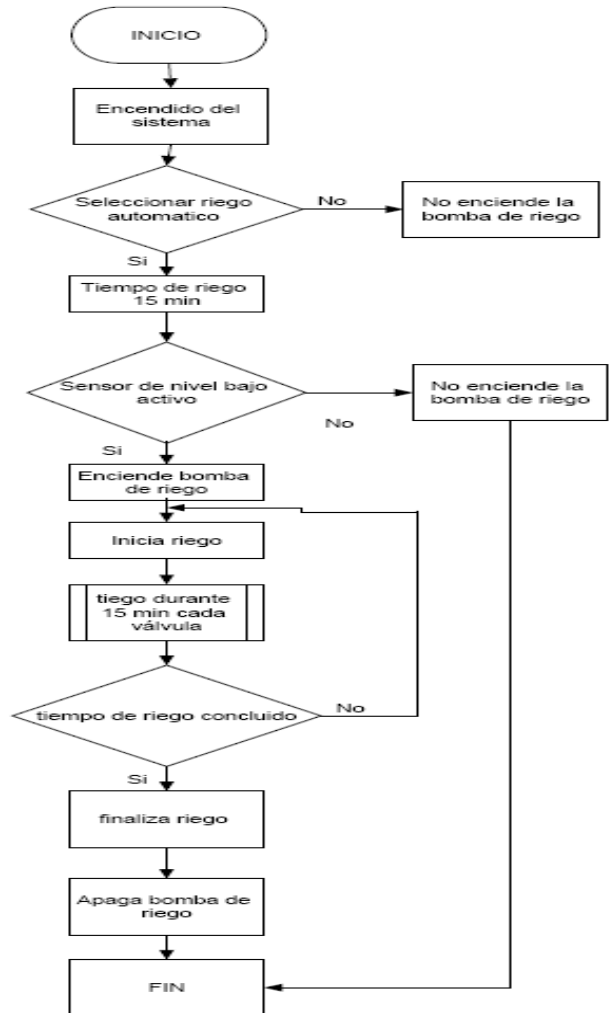 INICIO
Encendido del
sistema
Seleccionar riego
automatico
No
No enciende la
bomba de riego
Si
Tiempo de riego
15 min
Sensor de nivel bajo
activo
No
No enciende la
bomba de riego
Si
Enciende bomba
de riego
Inicia riego
tiego durante
15 min cada
válvula
tiempo de riego concluido
No
Si
finaliza riego
Apaga bomba de
riego
FIN